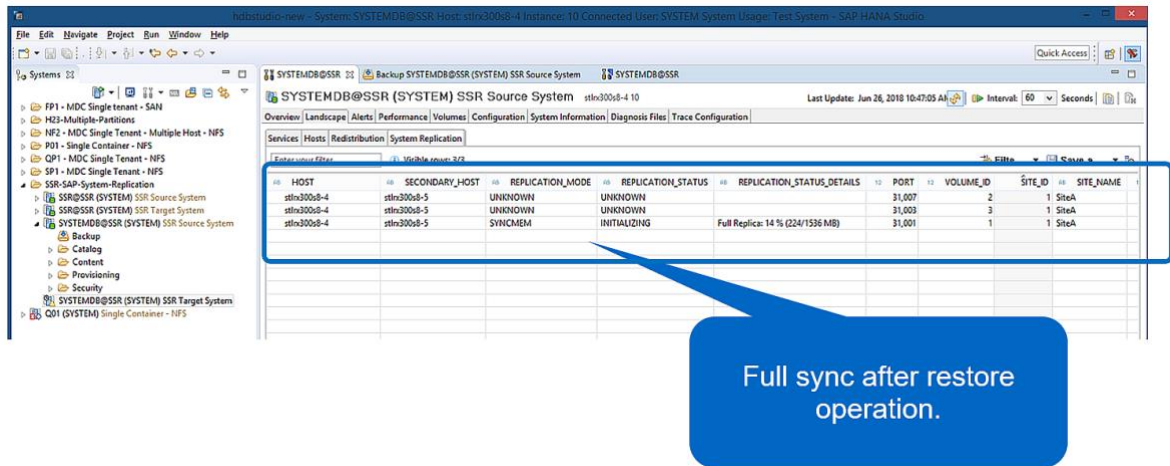 hdbstudio-new - System: SYSTEMDB@SSR Host: stlrx300s8-4 Instance: 10 Connected User: SYSTEM System Usage: Test System - SAP HANA Studio
File Edit Navigate Project Run Window Help
Quick Access
Systems
FP1 - MDC Single tenant - SAN
H23-Multiple-Partitions
NF2 - MDC Single Tenant - Multiple Host - NFS
P01 - Single Container - NFS
QP1 - MDC Single Tenant - NFS
SP1 - MDC Single Tenant - NFS
SSR-SAP-System-Replication
SSR@SSR (SYSTEM) SSR Source System
SSR@SSR (SYSTEM) SSR Target System
SYSTEMDB@SSR (SYSTEM) SSR Source System
Backup
Catalog
Content
Provisioning
Security
SYSTEMDB@SSR (SYSTEM) SSR Target System
Q01 (SYSTEM) Single Container - NFS
SYSTEMDB@SSR Backup SYSTEMDB@SSR (SYSTEM) SSR Source System SYSTEMDB@SSR
SYSTEMDB@SSR (SYSTEM) SSR Source System stlrx300s8-4 10 Last Update: Jun 26, 2018 10:47:05 AM Interval: 60 Seconds
Overview Landscape Alerts Performance Volumes Configuration System Information Diagnosis Files Trace Configuration
Services Hosts Redistribution System Replication
Enter your filter Visible rows: 3/3
HOST SECONDARY_HOST REPLICATION_MODE REPLICATION_STATUS REPLICATION_STATUS_DETAILS PORT VOLUME_ID SITE_ID SITE_NAME
stlrx300s8-4 stlrx300s8-5 UNKNOWN UNKNOWN 31,007 2 1 SiteA
stlrx300s8-4 stlrx300s8-5 UNKNOWN UNKNOWN 31,003 3 1 SiteA
stlrx300s8-4 stlrx300s8-5 SYNCMEM INITIALIZING Full Replica: 14 % (224/1536 MB) 31,001 1 1 SiteA
Full sync after restore
operation.